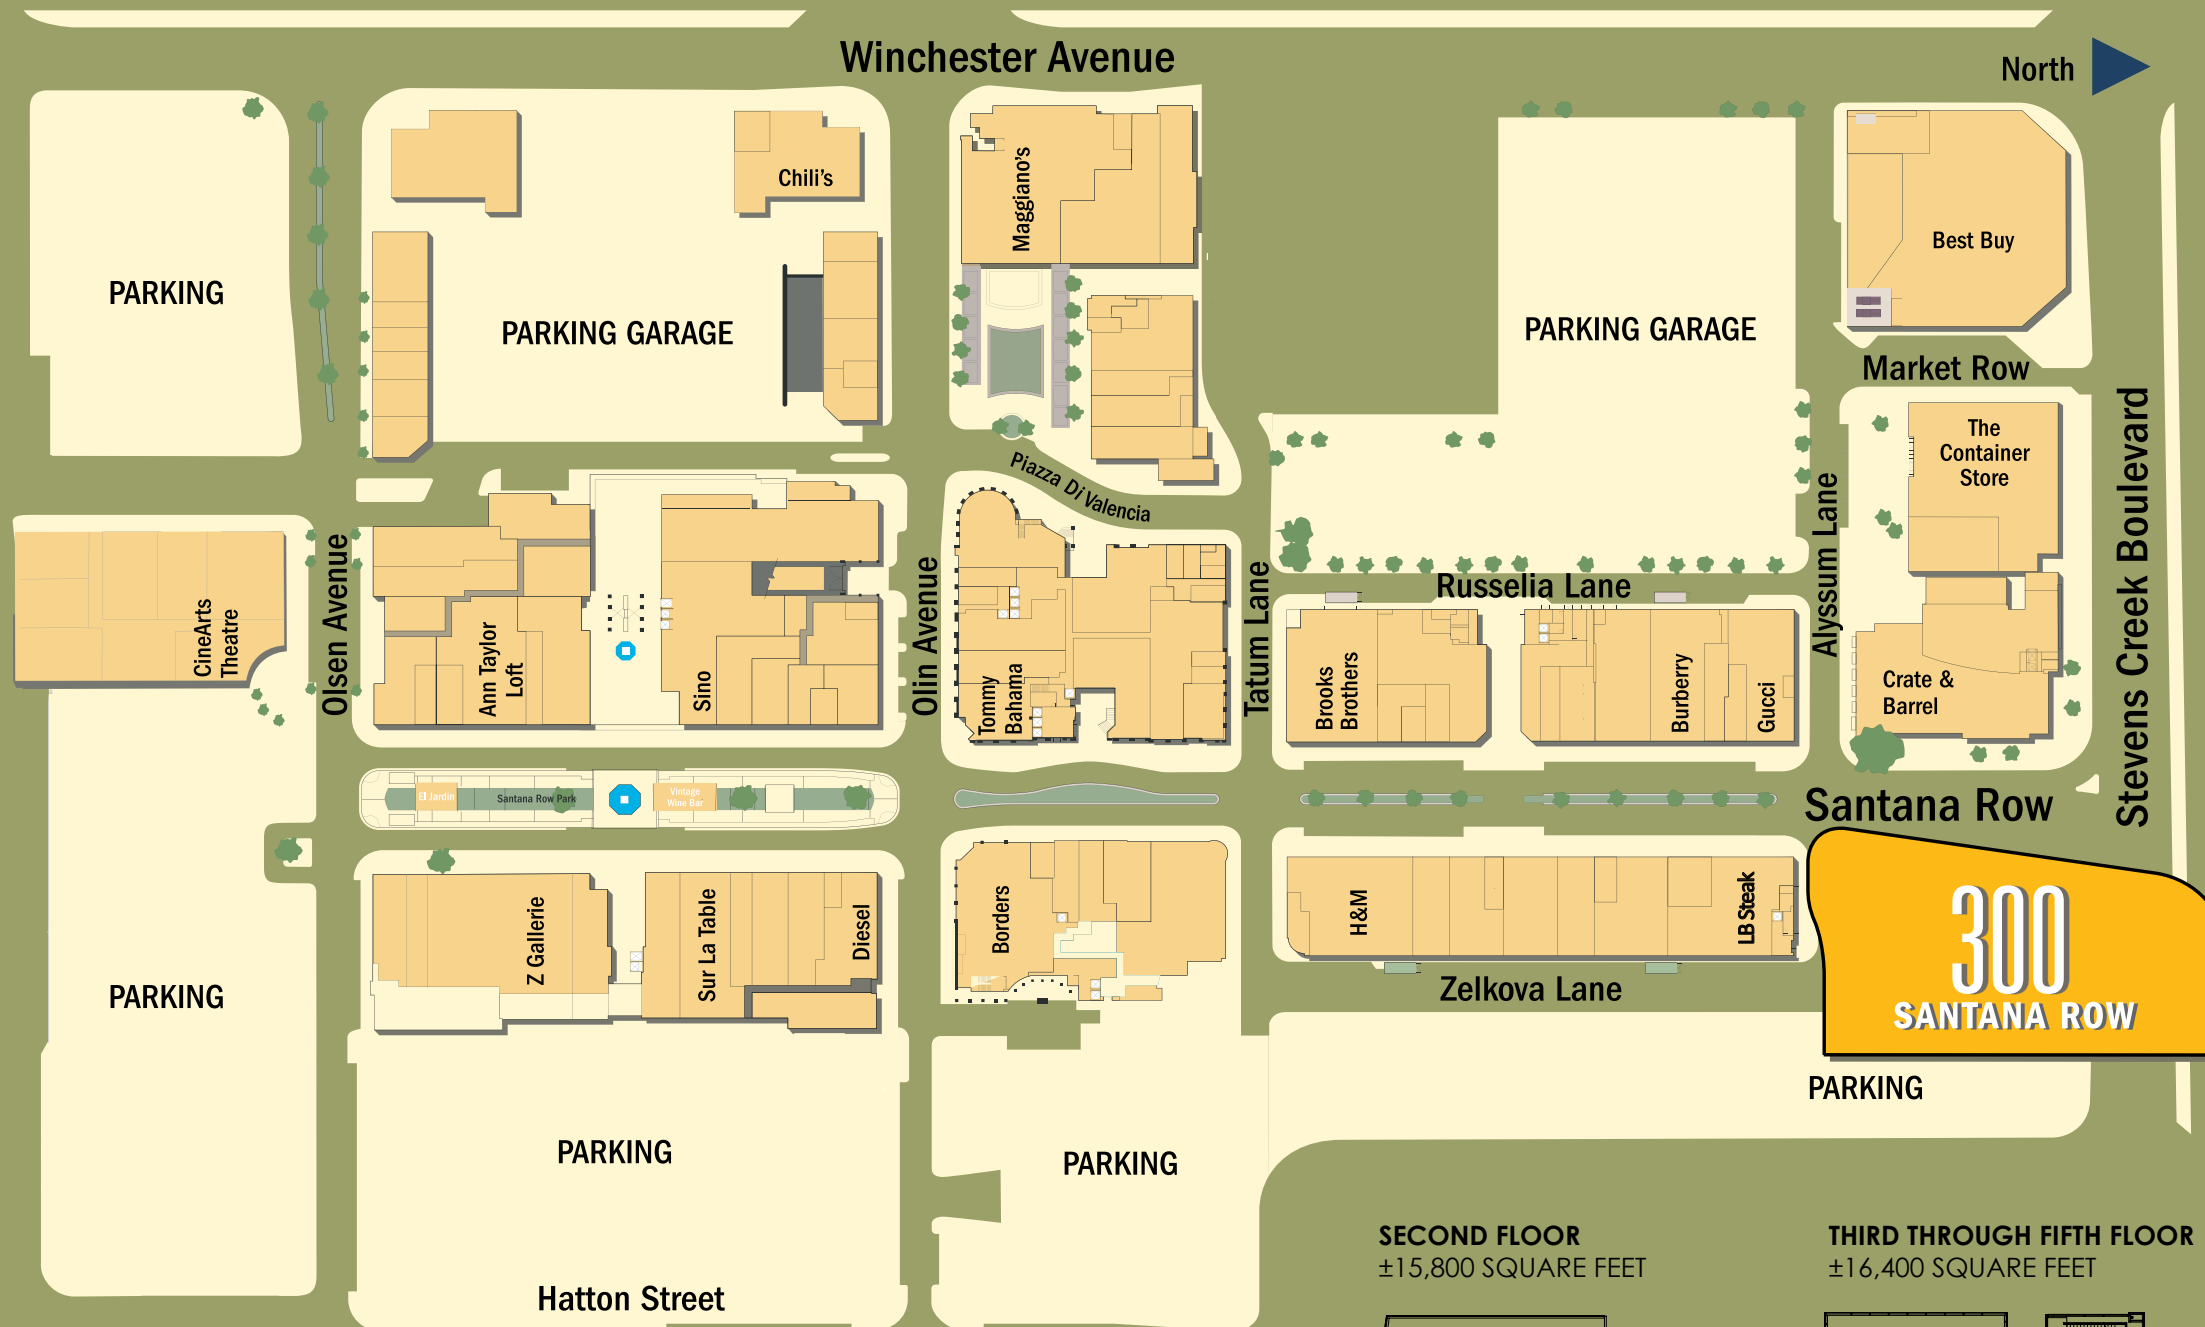 Winchester Avenue
North
Chili's
Maggiano's
Best Buy
PARKING
PARKING GARAGE
PARKING GARAGE
Market Row
The
Container
Store
Stevens Creek Boulevard
Piazza Di Valencia
Alyssum Lane
Russelia Lane
CineArts
Theatre
Olsen Avenue
Ann Taylor
Loft
Sino
Olin Avenue
Tommy
Bahama
Tatum Lane
Brooks
Brothers
Burberry
Gucci
Crate &
Barrel
El Jardin
Santana Row Park
Vintage
Wine Bar
Santana Row
Z Gallerie
Sur La Table
Diesel
Borders
H&M
LB Steak
300
SANTANA ROW
Zelkova Lane
PARKING
PARKING
PARKING
PARKING
Hatton Street
SECOND FLOOR
±15,800 SQUARE FEET
THIRD THROUGH FIFTH FLOOR
±16,400 SQUARE FEET